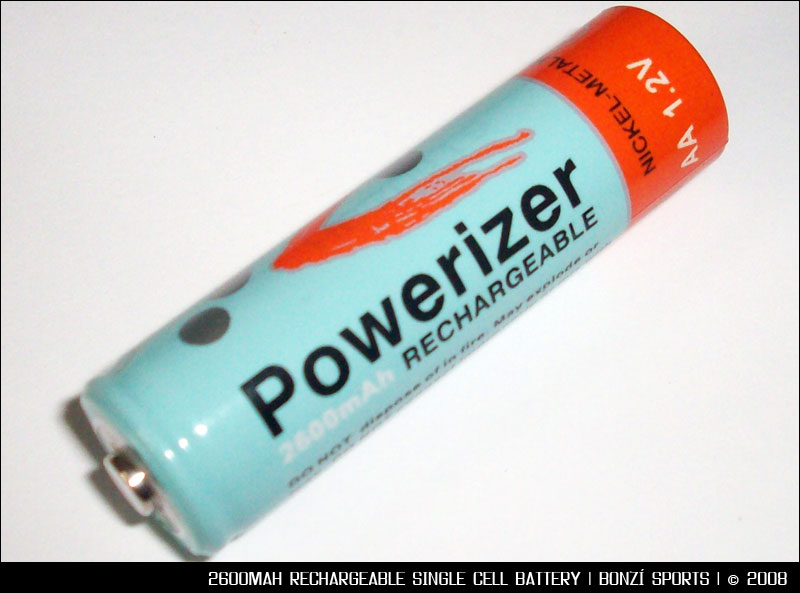 NICKEL-METAL
AA 1.2V
Powerizer
RECHARGEABLE
2600mAh
DO NOT dispose of in fire. May explode or
2600MAH RECHARGEABLE SINGLE CELL BATTERY | BONZÍ SPORTS | © 2008